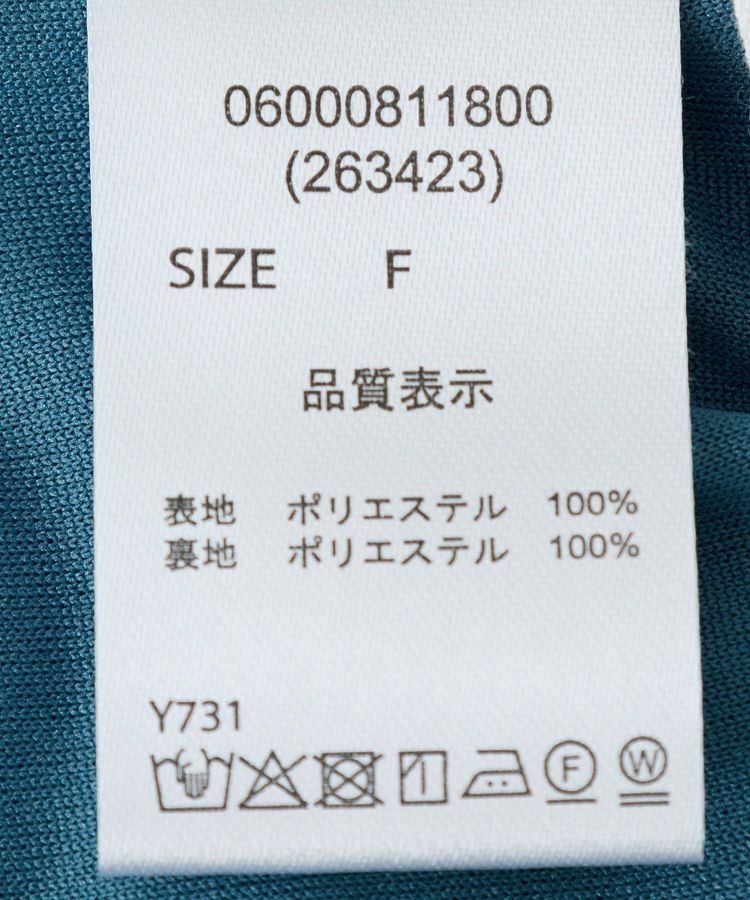 06000811800
(263423)
SIZE F
品質表示
表地 ポリエステル 100%
裏地 ポリエステル 100%
Y731
F W